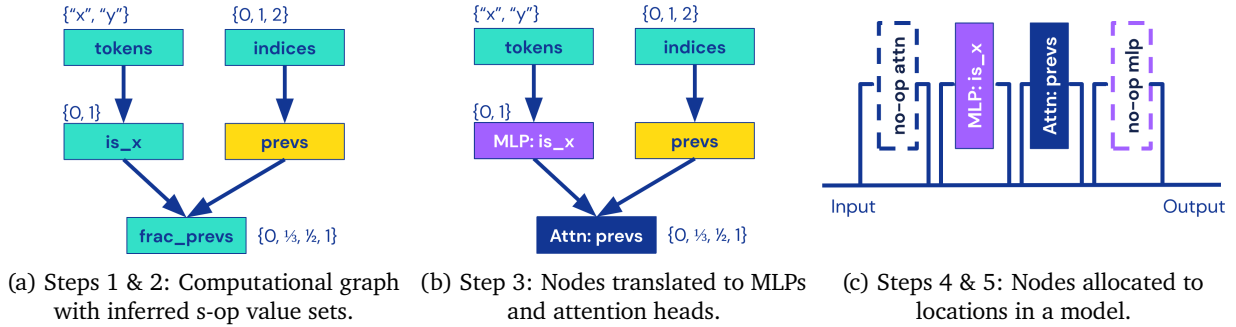 {“x”, “y”}
{0, 1, 2}
tokens
indices
{0, 1}
is_x
prevs
frac_prevs
{0, ⅓, ½, 1}
(a) Steps 1 & 2: Computational graph
with inferred s-op value sets.
{“x”, “y”}
{0, 1, 2}
tokens
indices
{0, 1}
MLP: is_x
prevs
Attn: prevs
{0, ⅓, ½, 1}
(b) Step 3: Nodes translated to MLPs
and attention heads.
no-op attn
MLP: is_x
Attn: prevs
no-op mlp
Input
Output
(c) Steps 4 & 5: Nodes allocated to
locations in a model.